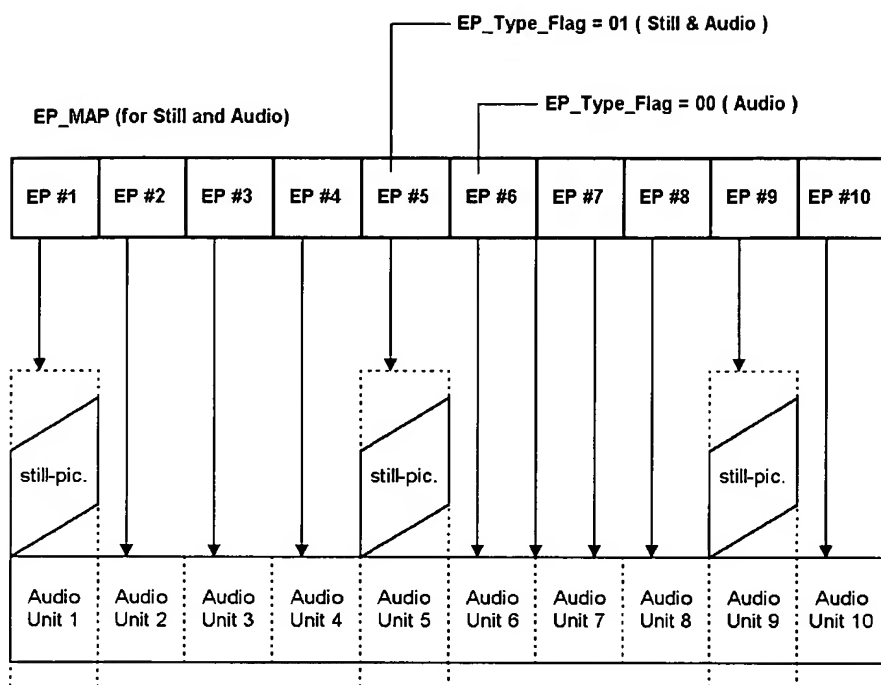 EP_Type_Flag = 01 ( Still & Audio )
EP_Type_Flag = 00 ( Audio )
EP_MAP (for Still and Audio)
EP #1 EP #2 EP #3 EP #4 EP #5 EP #6 EP #7 EP #8 EP #9 EP #10
still-pic. still-pic. still-pic.
Audio Audio Audio Audio Audio Audio Audio Audio Audio Audio
Unit 1 Unit 2 Unit 3 Unit 4 Unit 5 Unit 6 Unit 7 Unit 8 Unit 9 Unit 10